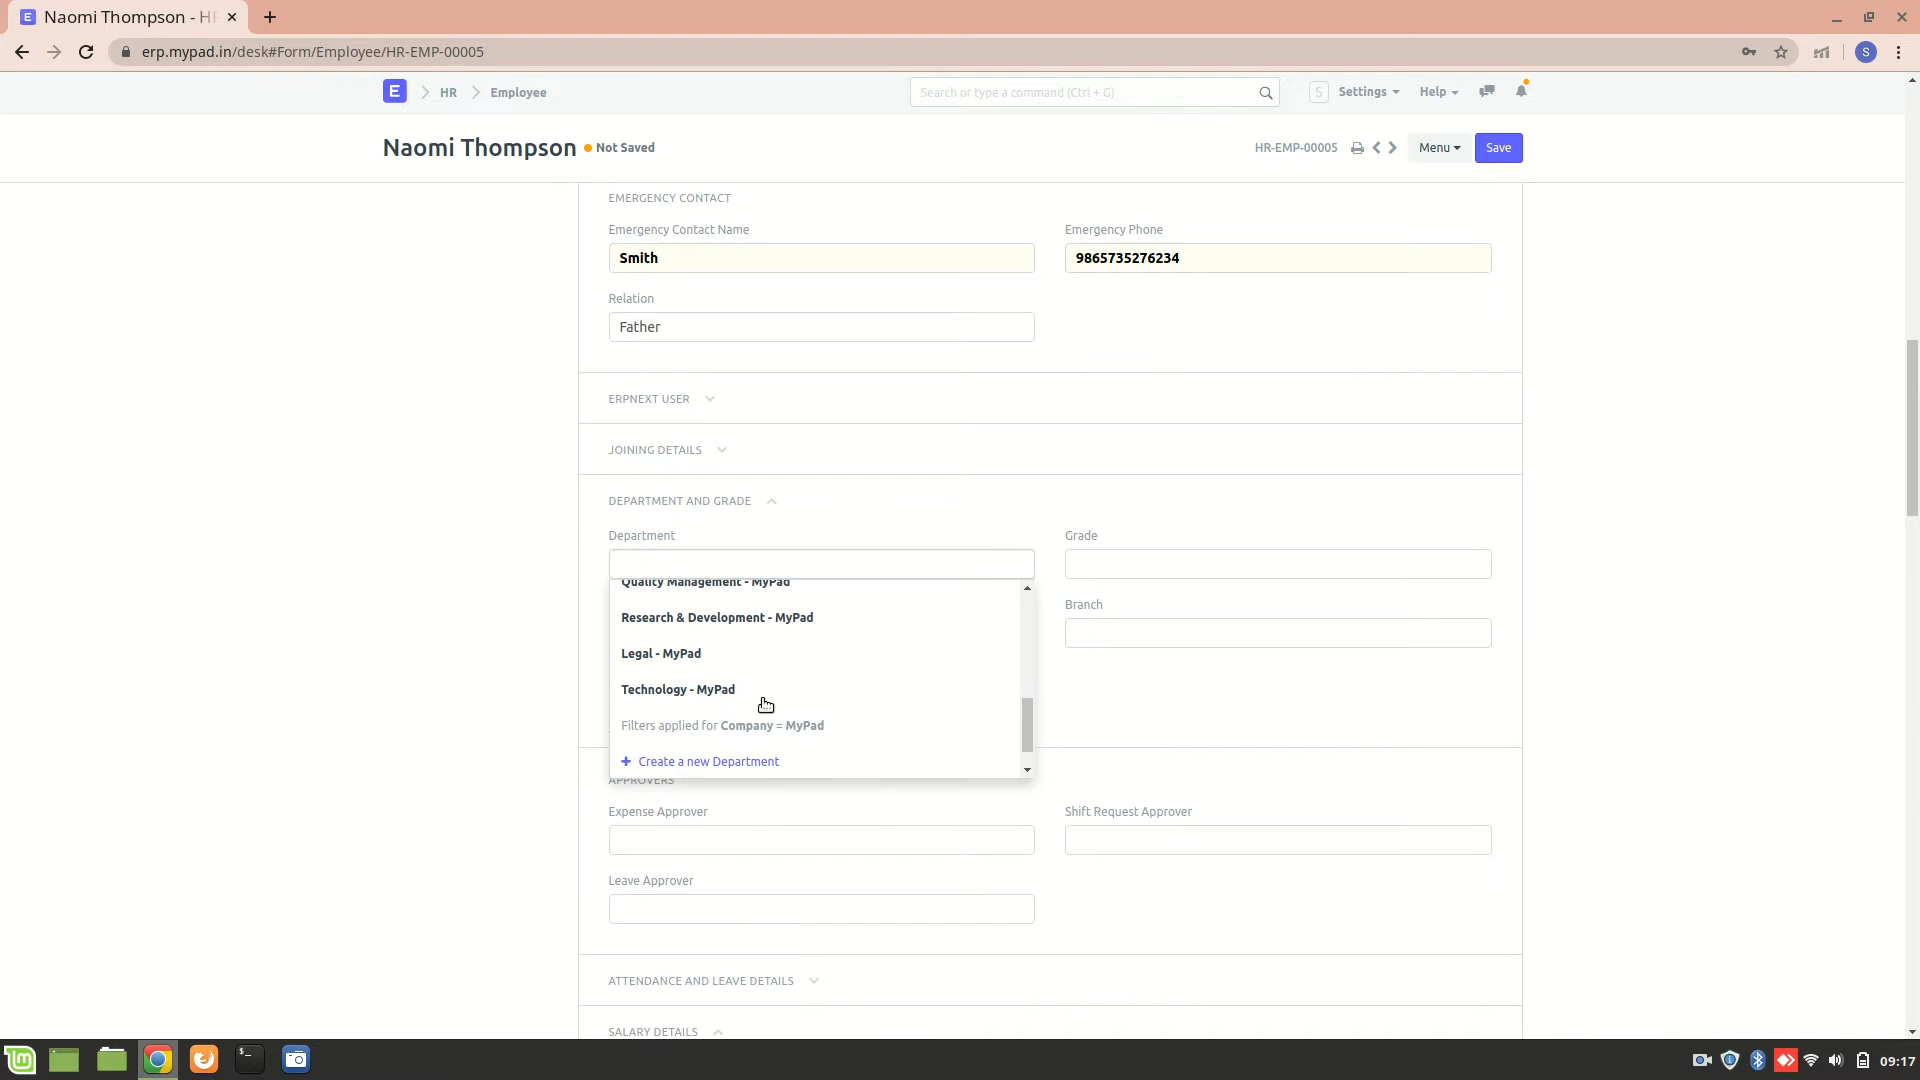 Naomi Thompson - H
erp.mypad.in/desk#Form/Employee/HR-EMP-00005
S
E
HR
Employee
Search or type a command (Ctrl + G)
S
Settings
Help
Naomi Thompson
Not Saved
HR-EMP-00005
Menu
Save
EMERGENCY CONTACT
Emergency Contact Name
Emergency Phone
Smith
9865735276234
Relation
Father
ERPNEXT USER
JOINING DETAILS
DEPARTMENT AND GRADE
Department
Grade
Quality Management - MyPad
Research & Development - MyPad
Branch
Legal - MyPad
Technology - MyPad
Filters applied for Company = MyPad
Create a new Department
APPROVERS
Expense Approver
Shift Request Approver
Leave Approver
ATTENDANCE AND LEAVE DETAILS
SALARY DETAILS
09:17